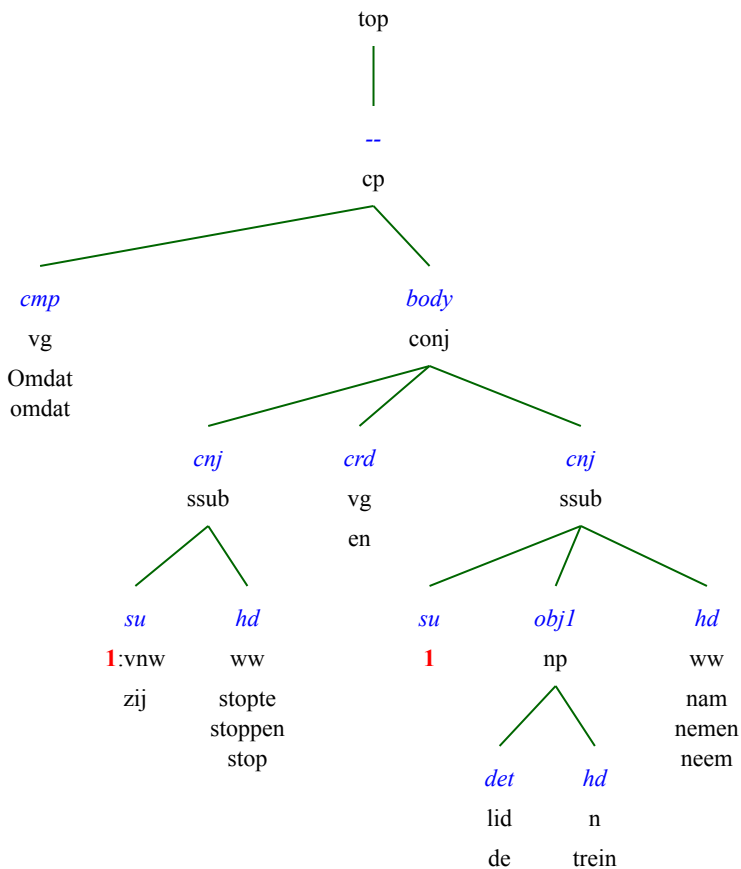 top
--
cp
cmp body
vg conj
Omdat
omdat
cnj crd cnj
ssub vg ssub
en
su hd su obj1 hd
1:vnw ww 1 np ww
zij stopte nam
stoppen nemen
stop neem
det hd
lid n
de trein